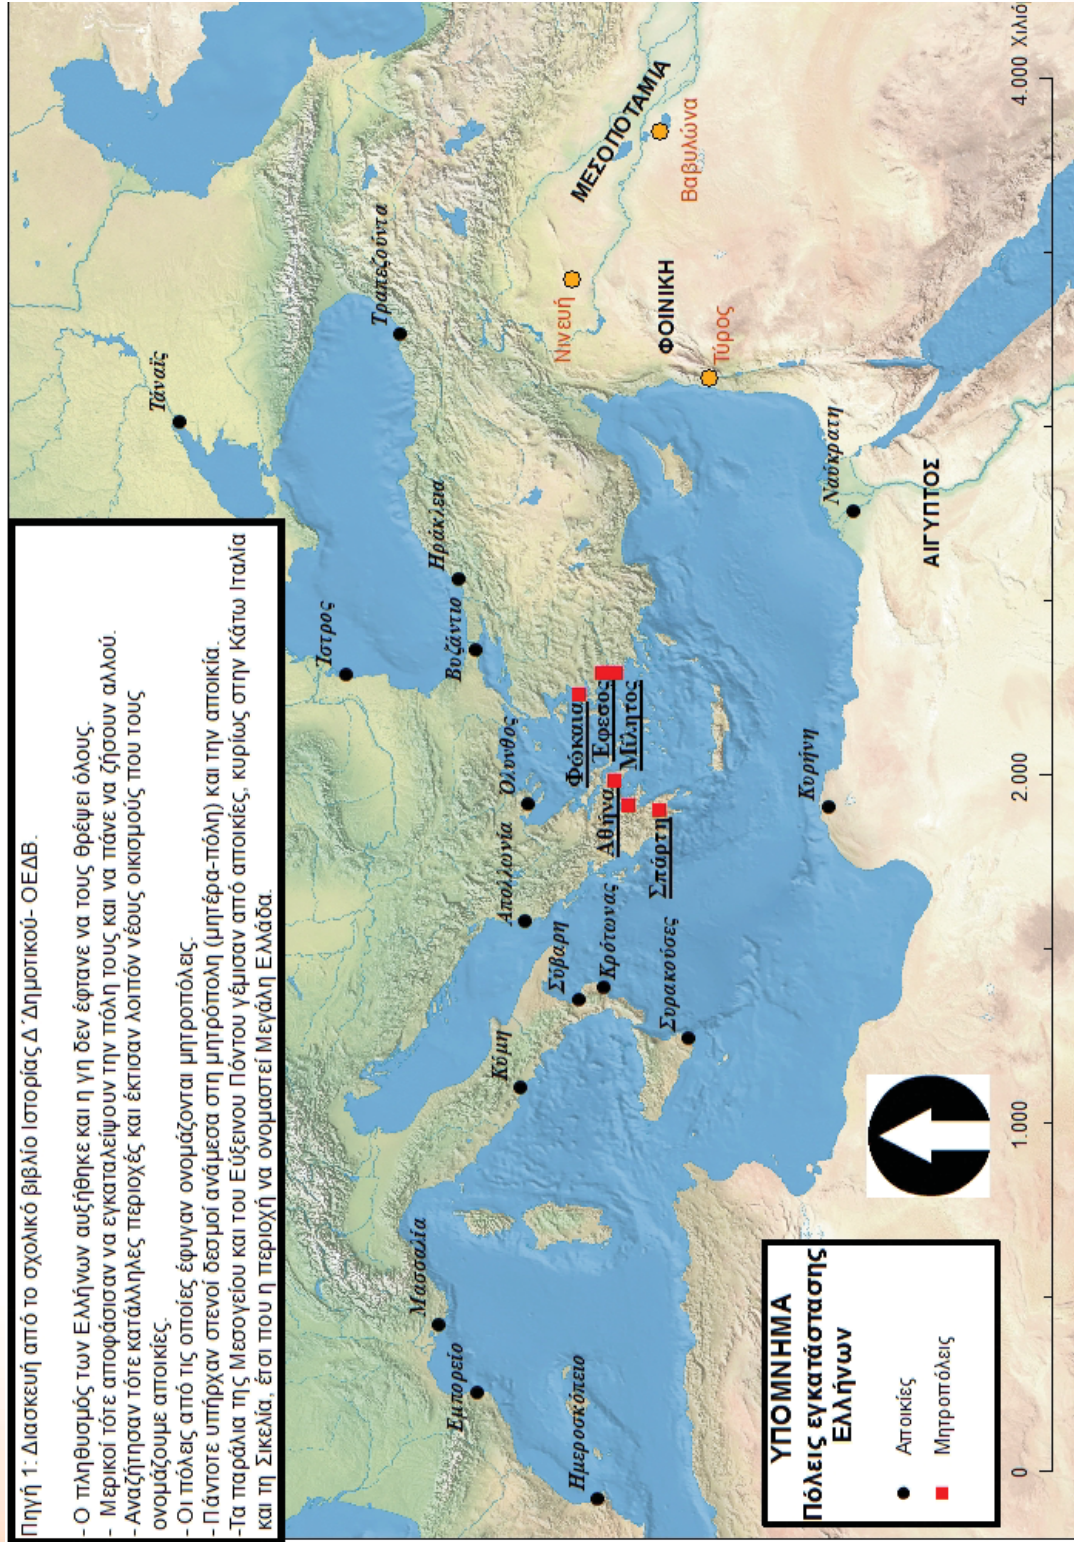 Πηγή 1: Διασκευή από το σχολικό βιβλίο Ιστορίας Δ΄Δημοτικού- ΟΕΔΒ.
- Ο πληθυσμός των Ελλήνων αυξήθηκε και η γη δεν έφτανε να τους θρέψει όλους.
- Μερικοί τότε αποφάσισαν να εγκαταλείψουν την πόλη τους και να πάνε να ζήσουν αλλού.
- Αναζήτησαν τότε κατάλληλες περιοχές και έκτισαν λοιπόν νέους οικισμούς που τους
ονομάζουμε αποικίες.
- Οι πόλεις από τις οποίες έφυγαν ονομάζονται μητροπόλεις.
- Πάντοτε υπήρχαν στενοί δεσμοί ανάμεσα στη μητρόπολη (μητέρα-πόλη) και την αποικία.
-Τα παράλια της Μεσογείου και του Εύξεινου Πόντου γέμισαν από αποικίες, κυρίως στην Κάτω Ιταλία
και τη Σικελία, έτσι που η περιοχή να ονομαστεί Μεγάλη Ελλάδα.
Τάναϊς
Ίστρος
Τραπεζούντα
Ηράκλεια
Βυζάντιο
Μασσαλία
Εμπορείο
Ημεροσκόπειο
Κύμη
Απολλωνία
Όλυνθος
Σύβαρη
Κρότωνας
Συρακούσες
Φώκαια
Έφεσος
Μίλητος
Αθήνα
Σπάρτη
ΜΕΣΟΠΟΤΑΜΙΑ
Νινευή
Βαβυλώνα
ΦΟΙΝΙΚΗ
Τύρος
Κυρήνη
Ναύκρατη
ΑΙΓΥΠΤΟΣ
ΥΠΟΜΝΗΜΑ
Πόλεις εγκατάστασης
Ελλήνων
Αποικίες
Μητροπόλεις
0 1.000 2.000 4.000 Χιλιό